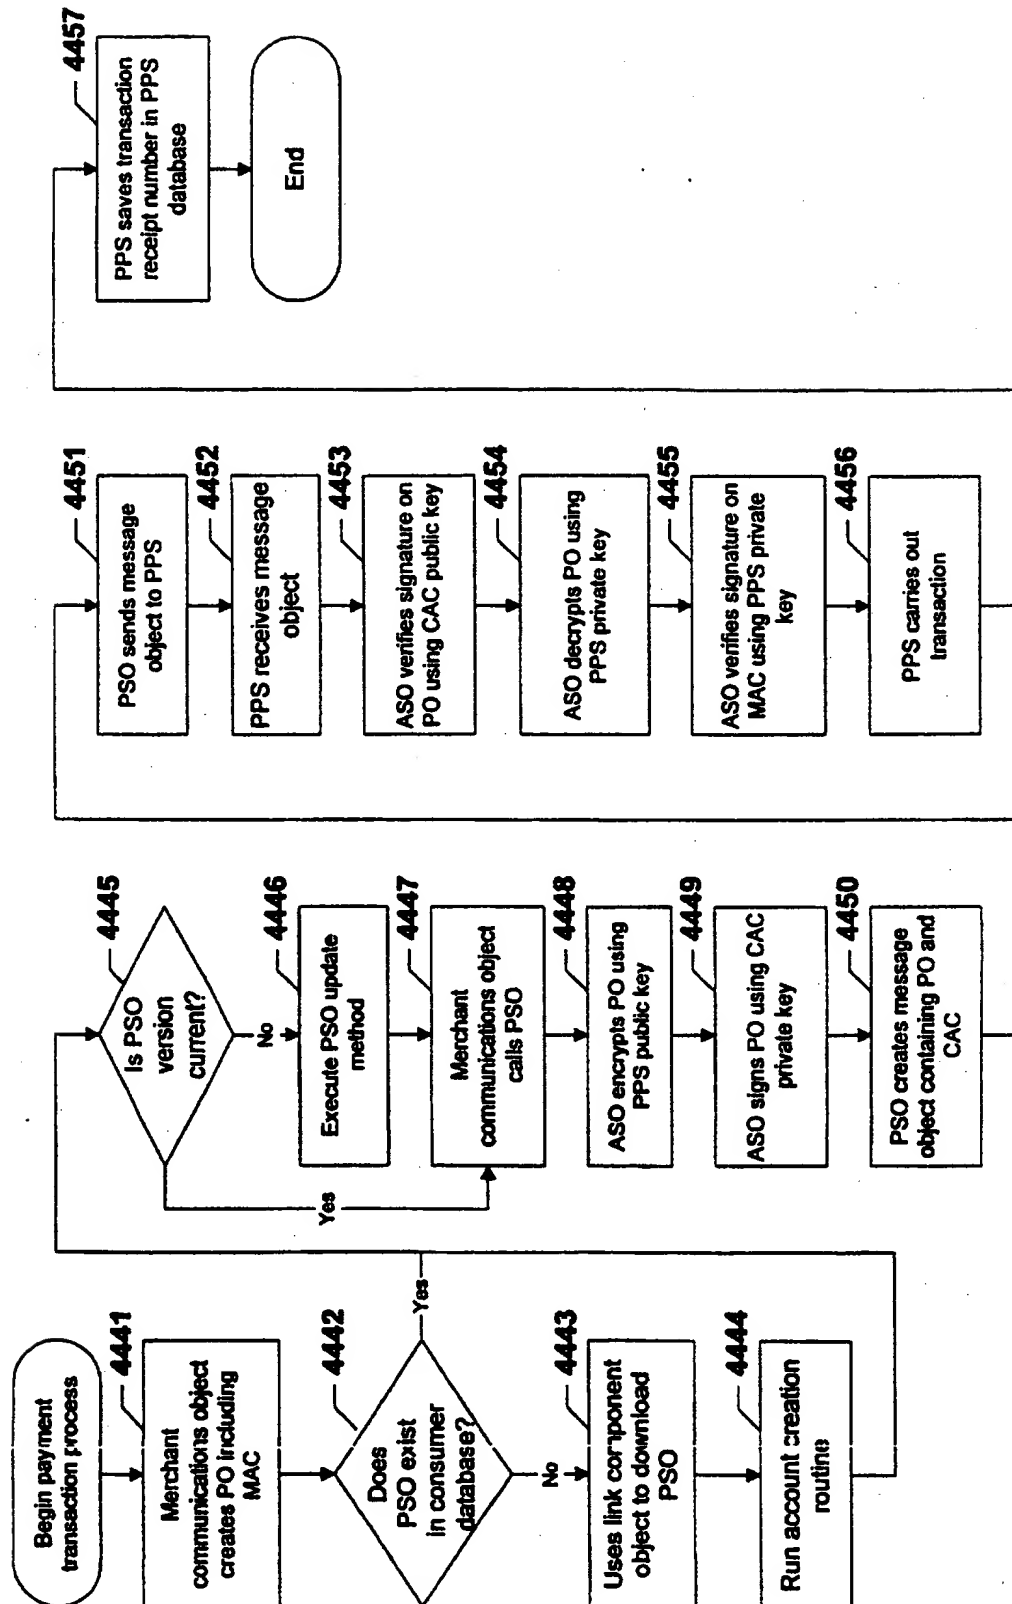 Begin payment
transaction process
4441
Merchant
communications object
creates PO including
MAC
4442
Does
PSO exist
in consumer
database?
Yes
No
4443
Uses link component
object to download
PSO
4444
Run account creation
routine
4445
Is PSO
version
current?
No
Yes
4446
Execute PSO update
method
4447
Merchant
communications object
calls PSO
4448
ASO encrypts PO using
PPS public key
4449
ASO signs PO using CAC
private key
4450
PSO creates message
object containing PO and
CAC
4451
PSO sends message
object to PPS
4452
PPS receives message
object
4453
ASO verifies signature on
PO using CAC public key
4454
ASO decrypts PO using
PPS private key
4455
ASO verifies signature on
MAC using PPS private
key
4456
PPS carries out
transaction
4457
PPS saves transaction
receipt number in PPS
database
End